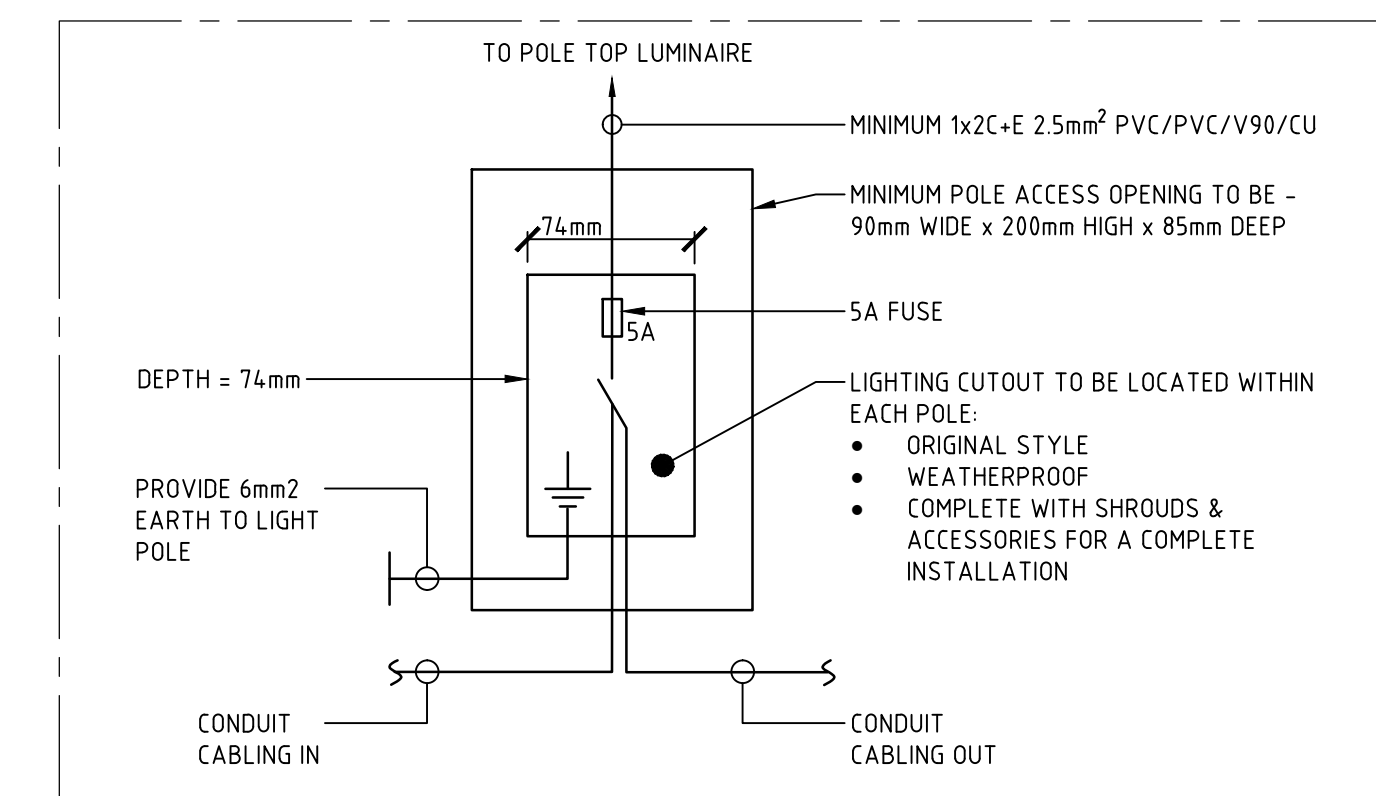 TO POLE TOP LUMINAIRE
MINIMUM 1x2C+E 2.5mm² PVC/PVC/V90/CU
MINIMUM POLE ACCESS OPENING TO BE -
90mm WIDE x 200mm HIGH x 85mm DEEP
74mm
5A FUSE
5A
DEPTH = 74mm
LIGHTING CUTOUT TO BE LOCATED WITHIN
EACH POLE:
• ORIGINAL STYLE
• WEATHERPROOF
• COMPLETE WITH SHROUDS &
ACCESSORIES FOR A COMPLETE
INSTALLATION
PROVIDE 6mm2
EARTH TO LIGHT
POLE
CONDUIT
CABLING IN
CONDUIT
CABLING OUT